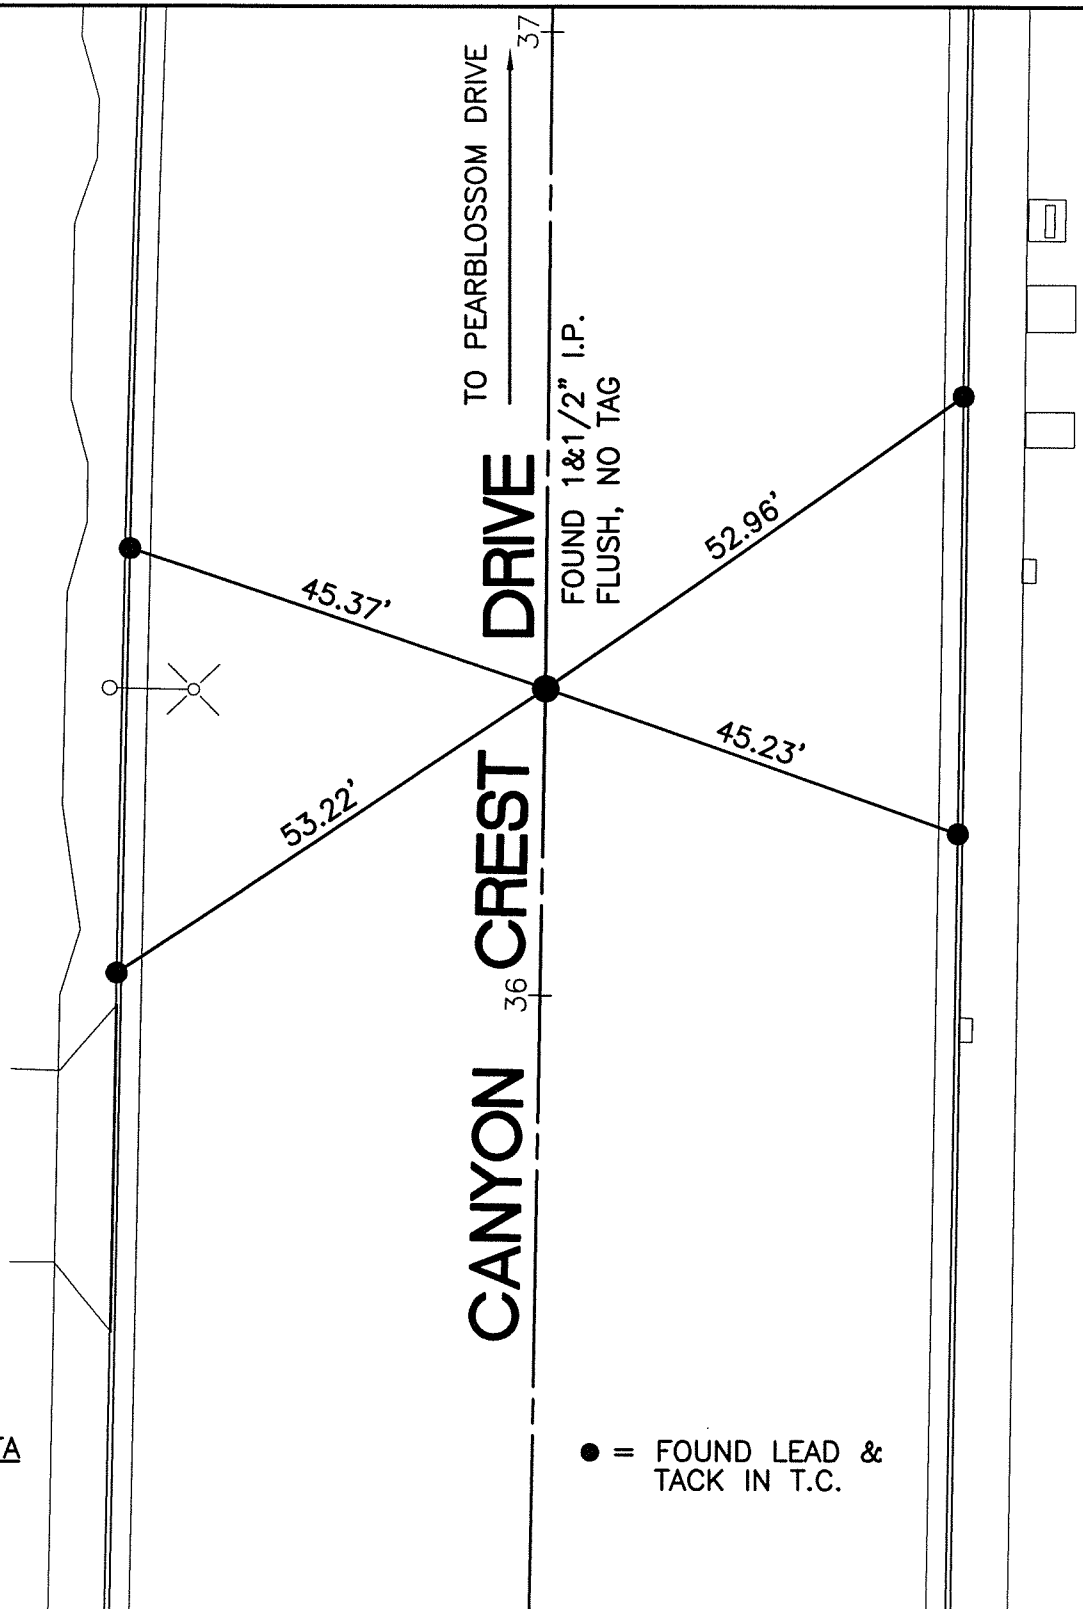 37
TO PEARBLOSSOM DRIVE
FOUND 1&1/2" I.P.
FLUSH, NO TAG
CANYON CREST DRIVE
45.37'
52.96'
53.22'
45.23'
36
TA
● = FOUND LEAD &
TACK IN T.C.